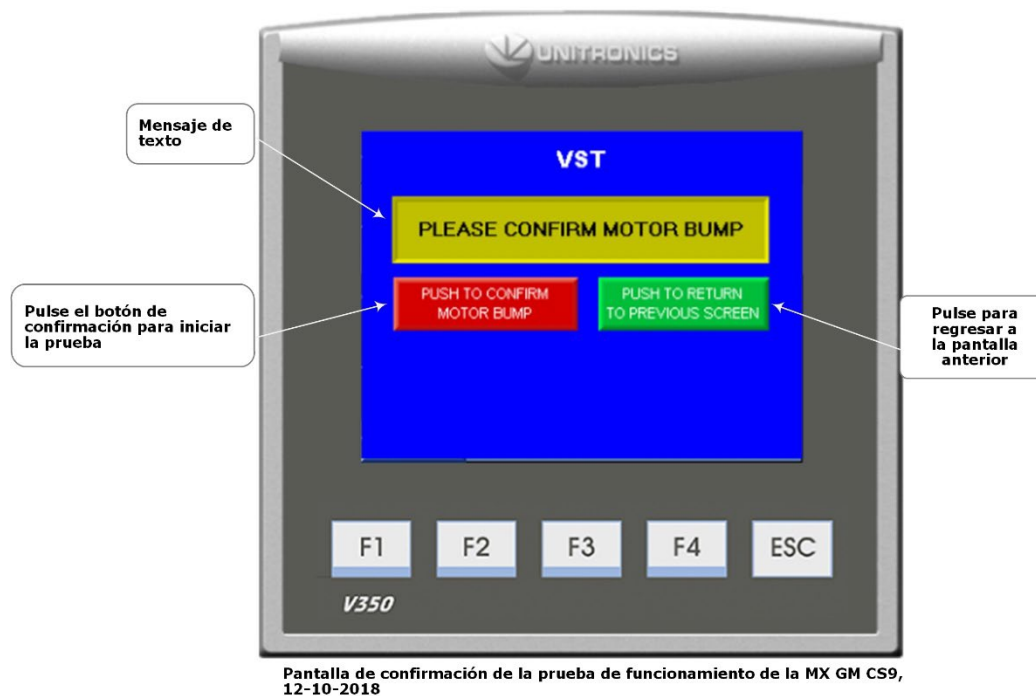 UNITRONICS
Mensaje de
texto
VST
PLEASE CONFIRM MOTOR BUMP
Pulse el botón de
confirmación para iniciar
la prueba
PUSH TO CONFIRM
MOTOR BUMP
PUSH TO RETURN
TO PREVIOUS SCREEN
Pulse para
regresar a
la pantalla
anterior
F1 F2 F3 F4 ESC
V350
Pantalla de confirmación de la prueba de funcionamiento de la MX GM CS9,
12-10-2018